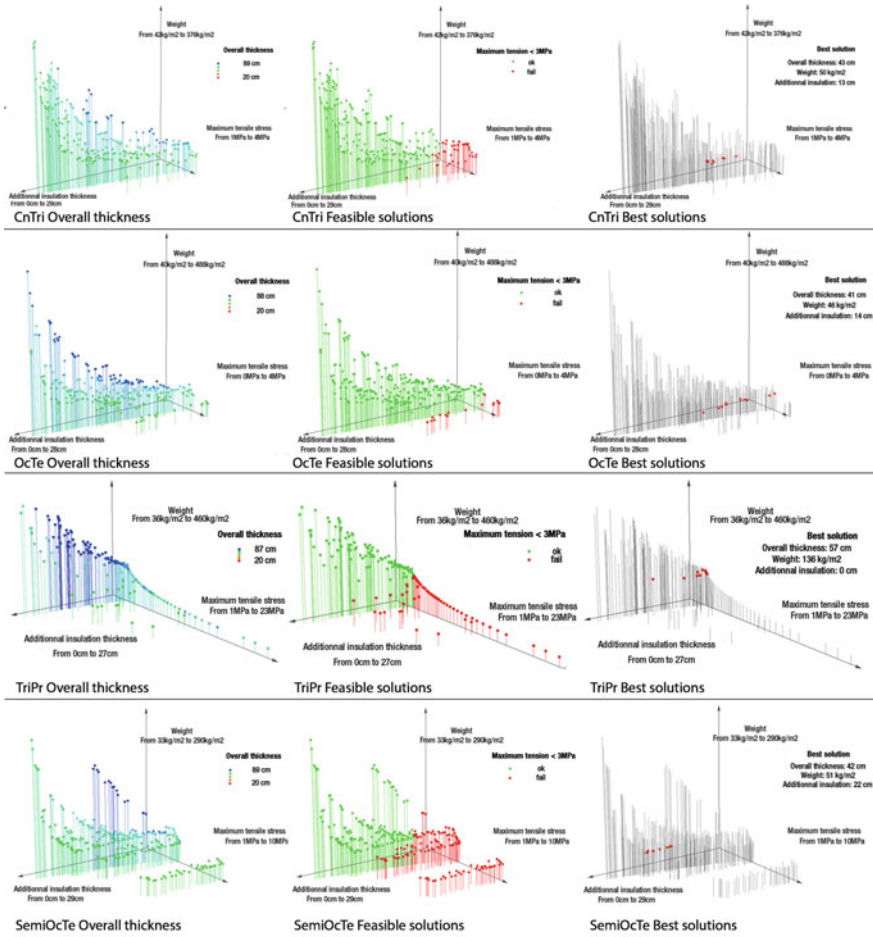 Weight
From 42kg/m2 to 376kg/m2
Overall thickness
89 cm
20 cm
Maximum tensile stress
From 1MPa to 4MPa
Additionnal insulation thickness
From 0cm to 29cm
CnTri Overall thickness
Weight
From 42kg/m2 to 376kg/m2
Maximum tension < 3MPa
ok
fail
Maximum tensile stress
From 1MPa to 4MPa
Additionnal insulation thickness
From 0cm to 29cm
CnTri Feasible solutions
Weight
From 42kg/m2 to 376kg/m2
Best solution
Overall thickness: 43 cm
Weight: 50 kg/m2
Additionnal insulation: 13 cm
Maximum tensile stress
From 1MPa to 4MPa
Additionnal insulation thickness
From 0cm to 29cm
CnTri Best solutions
Weight
From 40kg/m2 to 488kg/m2
Overall thickness
88 cm
20 cm
Maximum tensile stress
From 0MPa to 4MPa
Additionnal insulation thickness
From 0cm to 28cm
OcTe Overall thickness
Weight
From 40kg/m2 to 488kg/m2
Maximum tension < 3MPa
ok
fail
Maximum tensile stress
From 0MPa to 4MPa
Additionnal insulation thickness
From 0cm to 28cm
OcTe Feasible solutions
Weight
From 40kg/m2 to 488kg/m2
Best solution
Overall thickness: 41 cm
Weight: 46 kg/m2
Additionnal insulation: 14 cm
Maximum tensile stress
From 0MPa to 4MPa
Additionnal insulation thickness
From 0cm to 28cm
OcTe Best solutions
Weight
From 36kg/m2 to 460kg/m2
Overall thickness
87 cm
20 cm
Maximum tensile stress
From 1MPa to 23MPa
Additionnal insulation thickness
From 0cm to 27cm
TriPr Overall thickness
Weight
From 36kg/m2 to 460kg/m2
Maximum tension < 3MPa
ok
fail
Maximum tensile stress
From 1MPa to 23MPa
Additionnal insulation thickness
From 0cm to 27cm
TriPr Feasible solutions
Weight
From 36kg/m2 to 460kg/m2
Best solution
Overall thickness: 57 cm
Weight: 136 kg/m2
Additionnal insulation: 0 cm
Maximum tensile stress
From 1MPa to 23MPa
Additionnal insulation thickness
From 0cm to 27cm
TriPr Best solutions
Weight
From 33kg/m2 to 290kg/m2
Overall thickness
89 cm
20 cm
Maximum tensile stress
From 1MPa to 10MPa
Additionnal insulation thickness
From 0cm to 29cm
SemiOcTe Overall thickness
Weight
From 33kg/m2 to 290kg/m2
Maximum tension < 3MPa
ok
fail
Maximum tensile stress
From 1MPa to 10MPa
Additionnal insulation thickness
From 0cm to 29cm
SemiOcTe Feasible solutions
Weight
From 33kg/m2 to 290kg/m2
Best solution
Overall thickness: 42 cm
Weight: 51 kg/m2
Additionnal insulation: 22 cm
Maximum tensile stress
From 1MPa to 10MPa
Additionnal insulation thickness
From 0cm to 29cm
SemiOcTe Best solutions